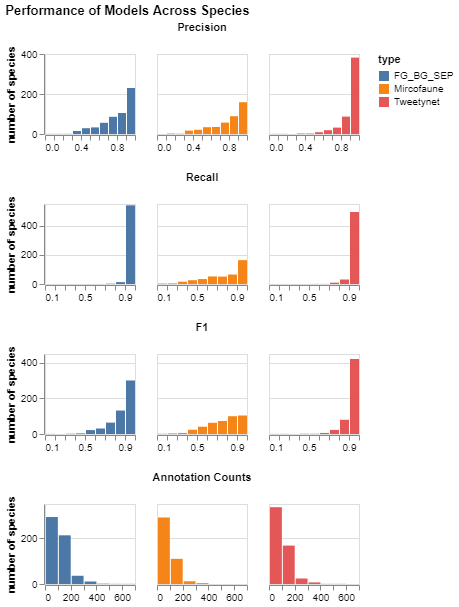 Performance of Models Across Species
Precision
number of species
400
200
0
0.0 0.4 0.8
0.0 0.4 0.8
0.0 0.4 0.8
type
FG_BG_SEP
Mircofaune
Tweetynet
Recall
number of species
400
200
0
0.1 0.5 0.9
0.1 0.5 0.9
0.1 0.5 0.9
F1
number of species
400
200
0
0.1 0.5 0.9
0.1 0.5 0.9
0.1 0.5 0.9
Annotation Counts
number of species
200
0
0 200 400 600
0 200 400 600
0 200 400 600